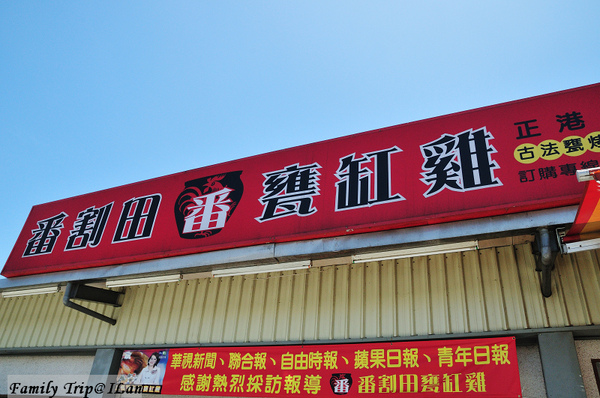 番割田 番 甕缸雞
正港
古法甕烤
訂購專線
華視新聞、聯合報、自由時報、蘋果日報、青年日報
感謝熱烈採訪報導 番 番割田甕缸雞
Family Trip@ILan